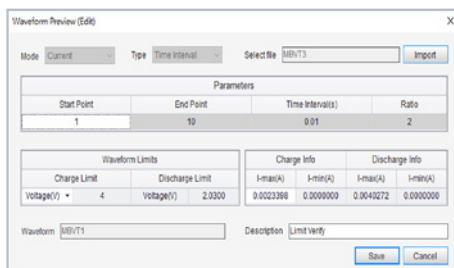 Waveform Preview (Edit) X
Mode Current Type Time Interval Select file MBVT3 Import
Parameters
Start Point End Point Time Interval(s) Ratio
1 10 0.01 2
Waveform Limits Charge Info Discharge Info
Charge Limit Discharge Limit I-max(A) I-min(A) I-max(A) I-min(A)
Voltage(V) 4 Voltage(V) 2.0300 0.0023398 0.0000000 0.0040272 0.0000000
Waveform MBVT1 Description Limit Verify
Save Cancel